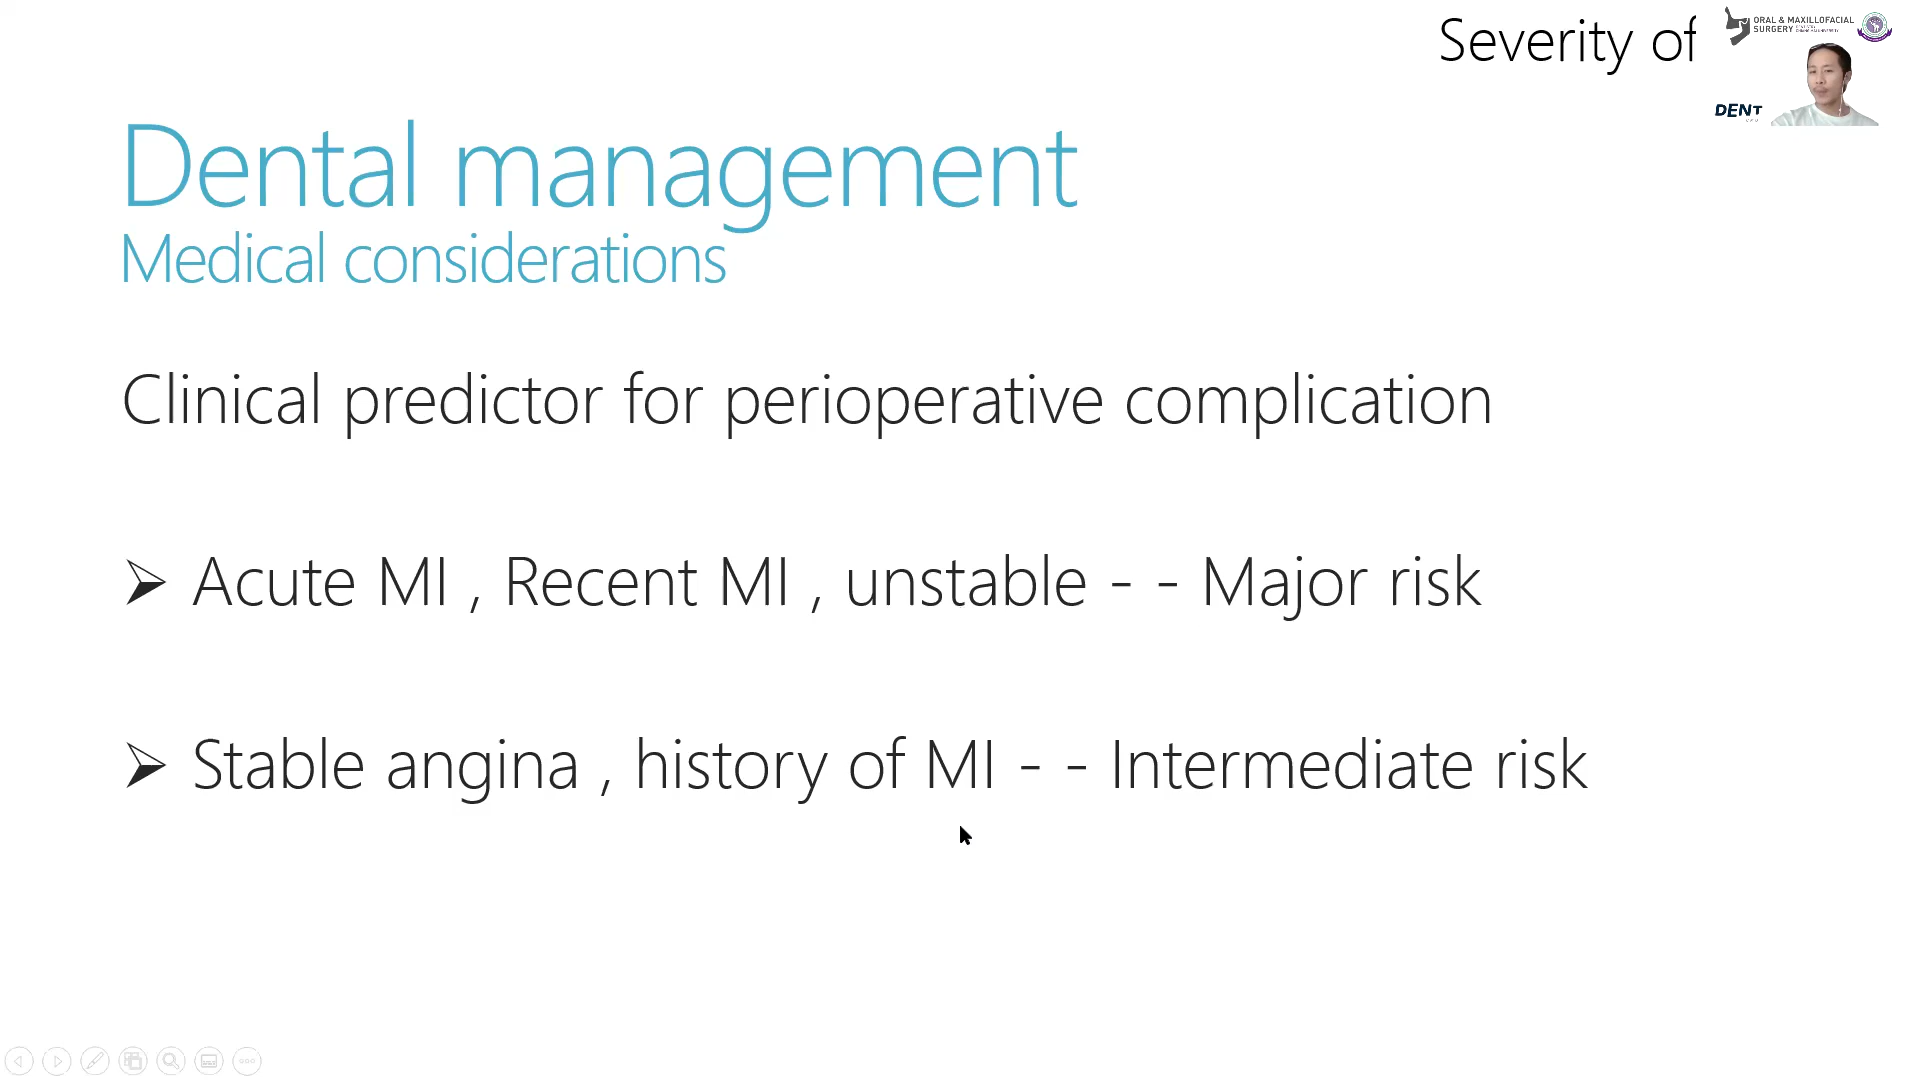 Severity of
ORAL & MAXILLOFACIAL
SURGERY
DENT
Dental management
Medical considerations
Clinical predictor for perioperative complication
Acute MI , Recent MI , unstable - - Major risk
Stable angina , history of MI - - Intermediate risk